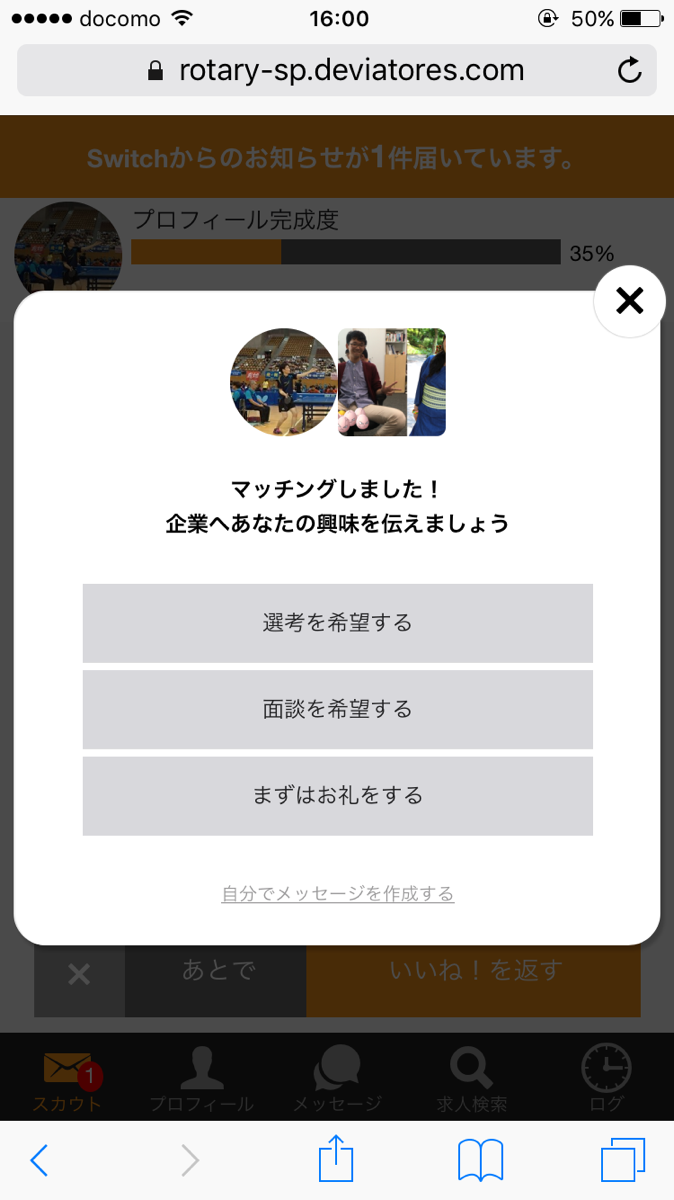 docomo 16:00 50%
rotary-sp.deviatores.com
Switchからのお知らせが1件届いています。
プロフィール完成度
35%
マッチングしました！
企業へあなたの興味を伝えましょう
選考を希望する
面談を希望する
まずはお礼をする
自分でメッセージを作成する
あとで いいね！を返す
1
スカウト プロフィール メッセージ 求人検索 ログ